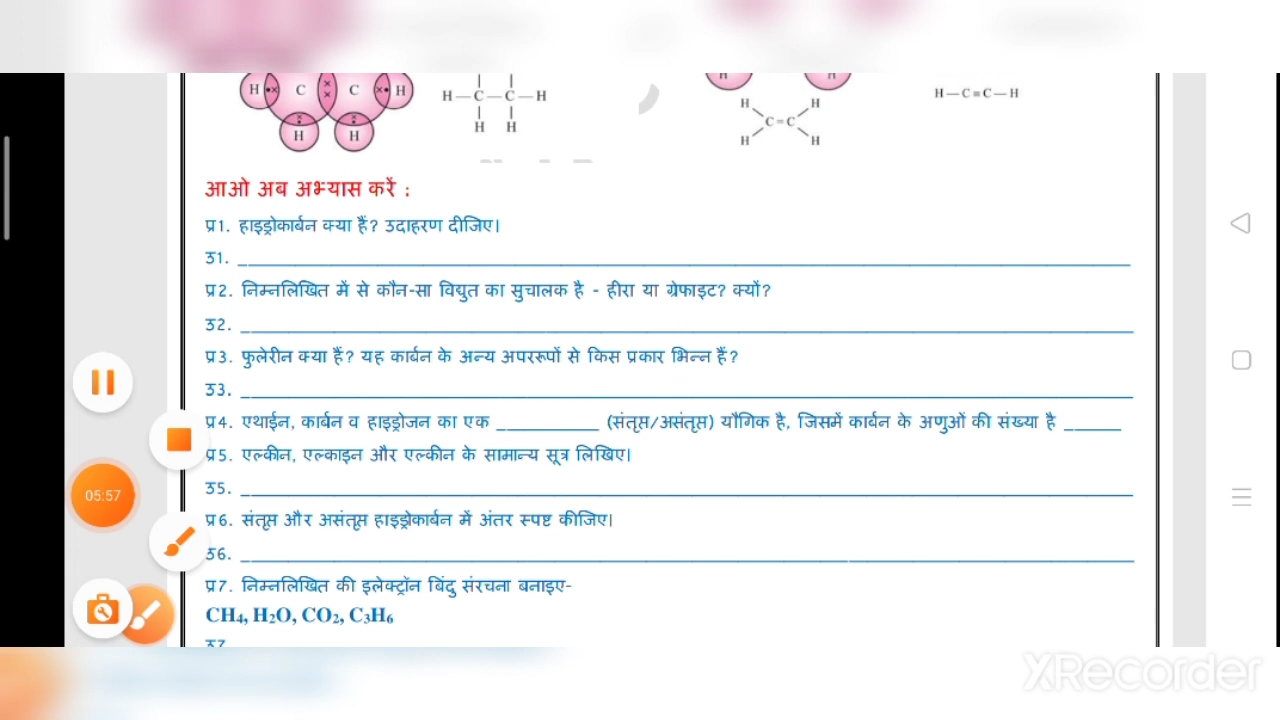 H C C H
H H
H—C—C—H
H H
H H
H H
C=C
H H
H—C≡C—H
आओ अब अभ्यास करें :
प्र1. हाइड्रोकार्बन क्या हैं? उदाहरण दीजिए।
उ1.
प्र2. निम्नलिखित में से कौन-सा विद्युत का सुचालक है - हीरा या ग्रेफाइट? क्यों?
उ2.
प्र3. फुलेरीन क्या हैं? यह कार्बन के अन्य अपररूपों से किस प्रकार भिन्न हैं?
उ3.
प्र4. एथाईन, कार्बन व हाइड्रोजन का एक __________ (संतृप्त/असंतृप्त) यौगिक है, जिसमें कार्बन के अणुओं की संख्या है ______
प्र5. एल्कीन, एल्काइन और एल्कीन के सामान्य सूत्र लिखिए।
05:57
उ5.
प्र6. संतृप्त और असंतृप्त हाइड्रोकार्बन में अंतर स्पष्ट कीजिए।
उ6.
प्र7. निम्नलिखित की इलेक्ट्रॉन बिंदु संरचना बनाइए-
CH₄, H₂O, CO₂, C₃H₆
XRecorder